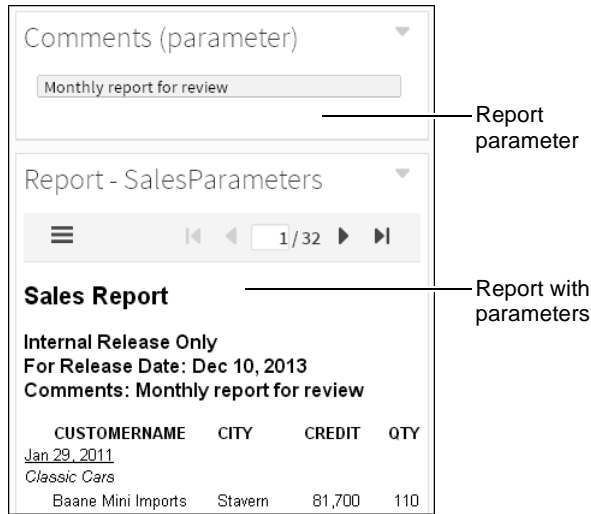 Comments (parameter)
Monthly report for review
Report parameter
Report - SalesParameters
1 / 32
Sales Report
Report with parameters
Internal Release Only
For Release Date: Dec 10, 2013
Comments: Monthly report for review
CUSTOMERNAME CITY CREDIT QTY
Jan 29, 2011
Classic Cars
Baane Mini Imports Stavern 81,700 110